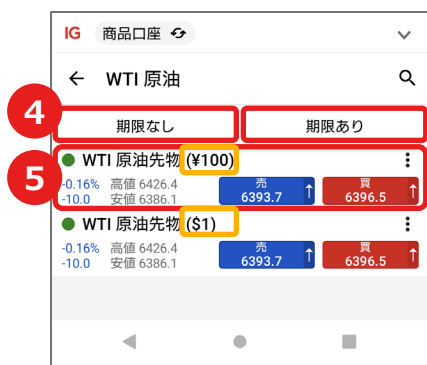 IG 商品口座
WTI 原油
4
期限なし 期限あり
5
WTI 原油先物 (¥100)
-0.16% 高値 6426.4 売 買
-10.0 安値 6386.1 6393.7 ↑ 6396.5 ↑
WTI 原油先物 ($1)
-0.16% 高値 6426.4 売 買
-10.0 安値 6386.1 6393.7 ↑ 6396.5 ↑